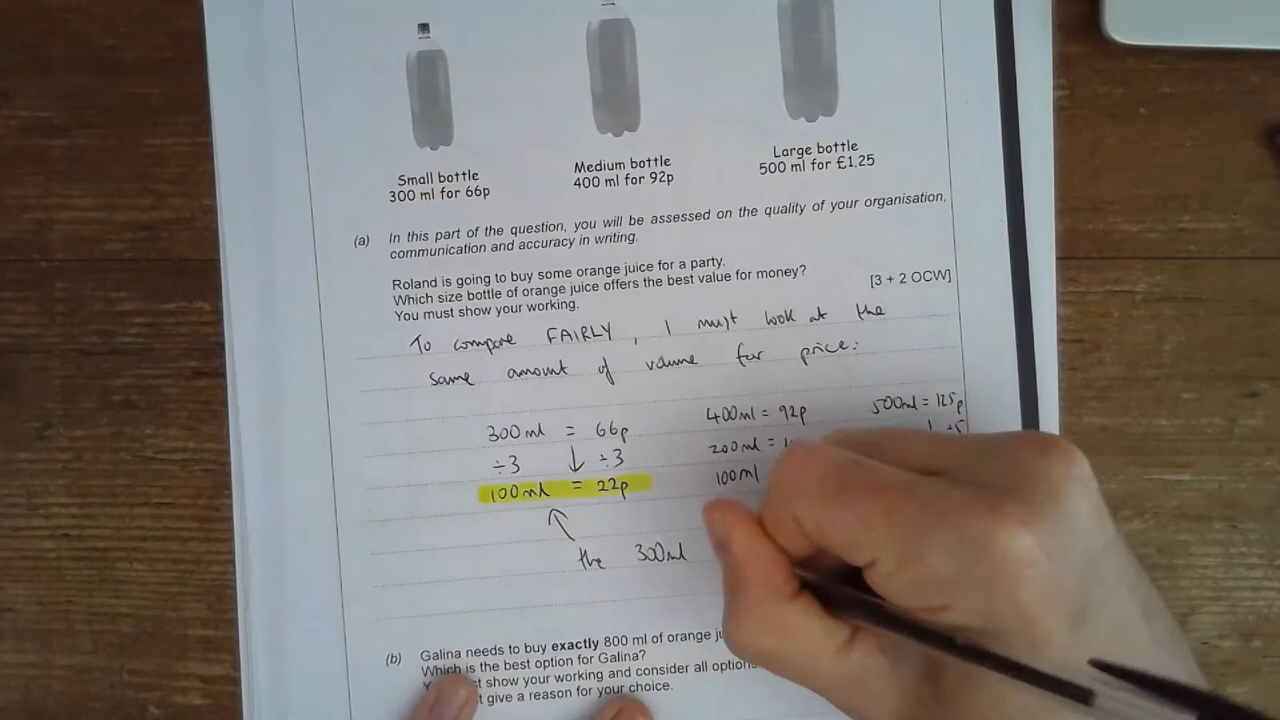 Small bottle
300 ml for 66p
Medium bottle
400 ml for 92p
Large bottle
500 ml for £1.25
(a) In this part of the question, you will be assessed on the quality of your organisation,
communication and accuracy in writing.
Roland is going to buy some orange juice for a party.
Which size bottle of orange juice offers the best value for money?
You must show your working.
[3 + 2 OCW]
To compare FAIRLY, I must look at the
same amount of volume for price:
300ml = 66p
÷3 ↓ ÷3
100ml = 22p
the 300ml
400ml = 92p
200ml =
100ml
500ml = 125p
(b) Galina needs to buy exactly 800 ml of orange
Which is the best option for Galina?
show your working and consider all
give a reason for your choice.